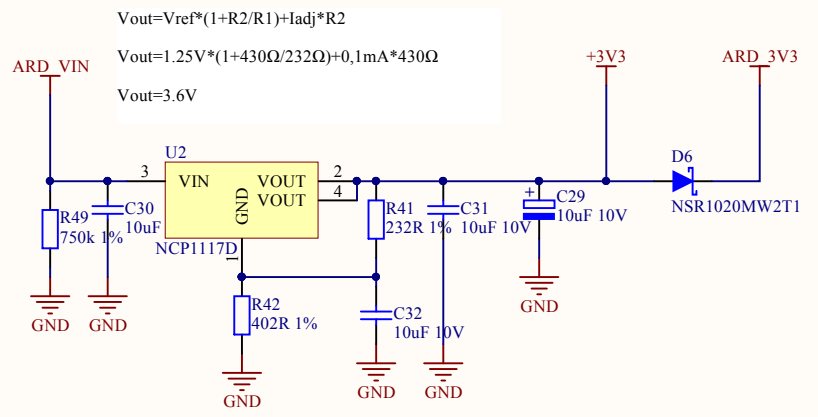 Vout=Vref*(1+R2/R1)+Iadj*R2
Vout=1.25V*(1+430Ω/232Ω)+0,1mA*430Ω
Vout=3.6V
ARD_VIN
+3V3
ARD_3V3
U2
D6
3
VIN
VOUT
2
VOUT
4
GND
1
NCP1117D
R49
750k 1%
C30
10uF
R41
232R 1%
C31
10uF 10V
C29
10uF 10V
+
NSR1020MW2T1
R42
402R 1%
C32
10uF 10V
GND
GND
GND
GND
GND
GND